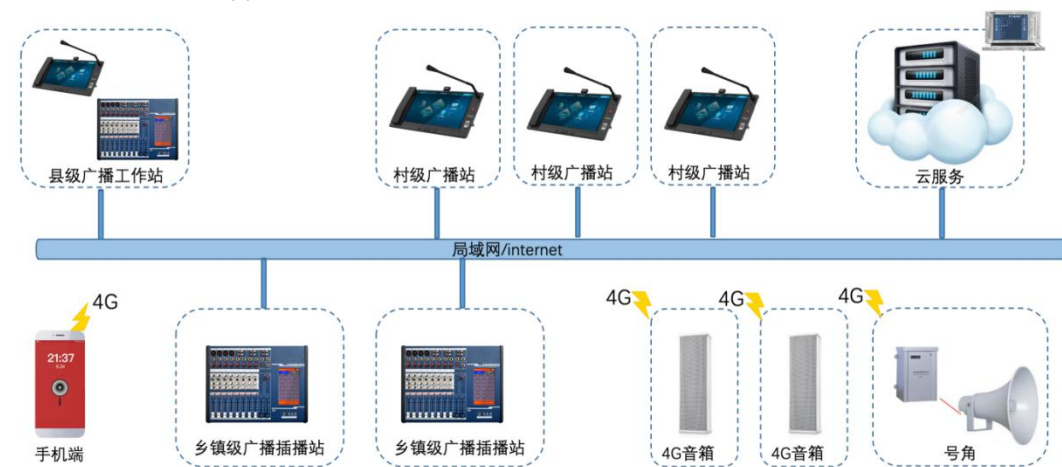 县级广播工作站
村级广播站
村级广播站
村级广播站
云服务
局域网/internet
4G
4G
4G
4G
21:37
手机端
乡镇级广播插播站
乡镇级广播插播站
4G音箱
4G音箱
号角